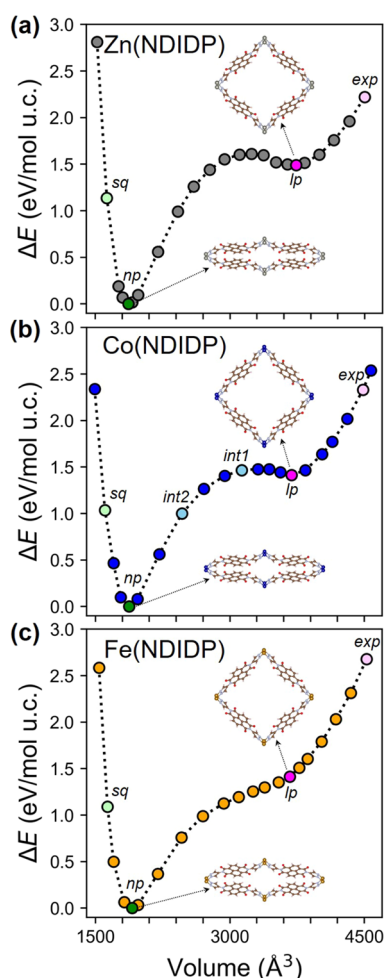 (a)
Zn(NDIDP)
3.0
2.5
2.0
1.5
1.0
0.5
0.0
ΔE (eV/mol u.c.)
sq
np
lp
exp
(b)
Co(NDIDP)
3.0
2.5
2.0
1.5
1.0
0.5
0.0
ΔE (eV/mol u.c.)
sq
np
int2
int1
lp
exp
(c)
Fe(NDIDP)
3.0
2.5
2.0
1.5
1.0
0.5
0.0
ΔE (eV/mol u.c.)
sq
np
lp
exp
1500 3000 4500
Volume (Å³)